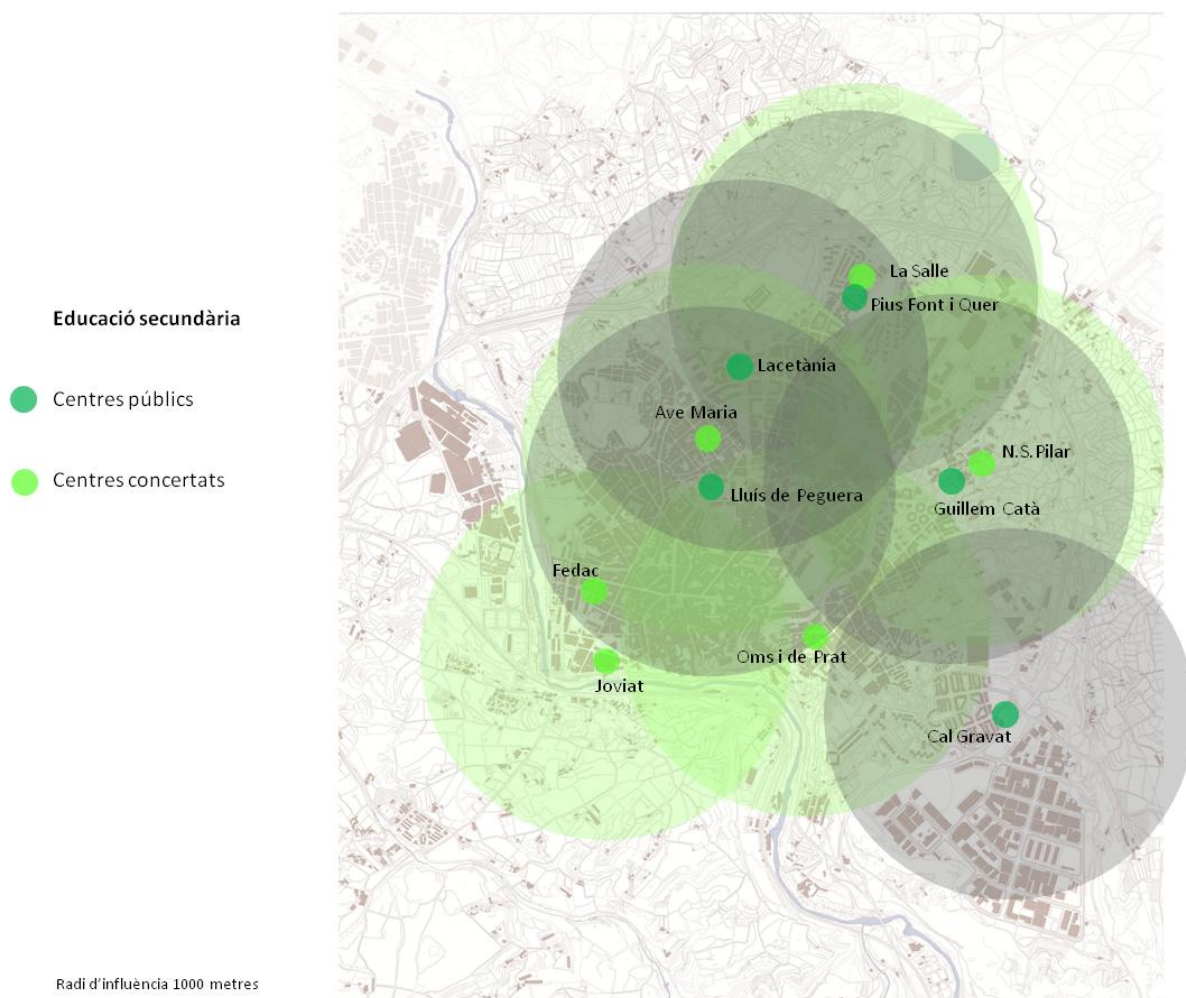 Educació secundària
Centres públics
Centres concertats
La Salle
Pius Font i Quer
Lacetània
Ave Maria
N.S. Pilar
Lluís de Peguera
Guillem Catà
Fedac
Oms i de Prat
Joviat
Cal Gravat
Radi d'influència 1000 metres